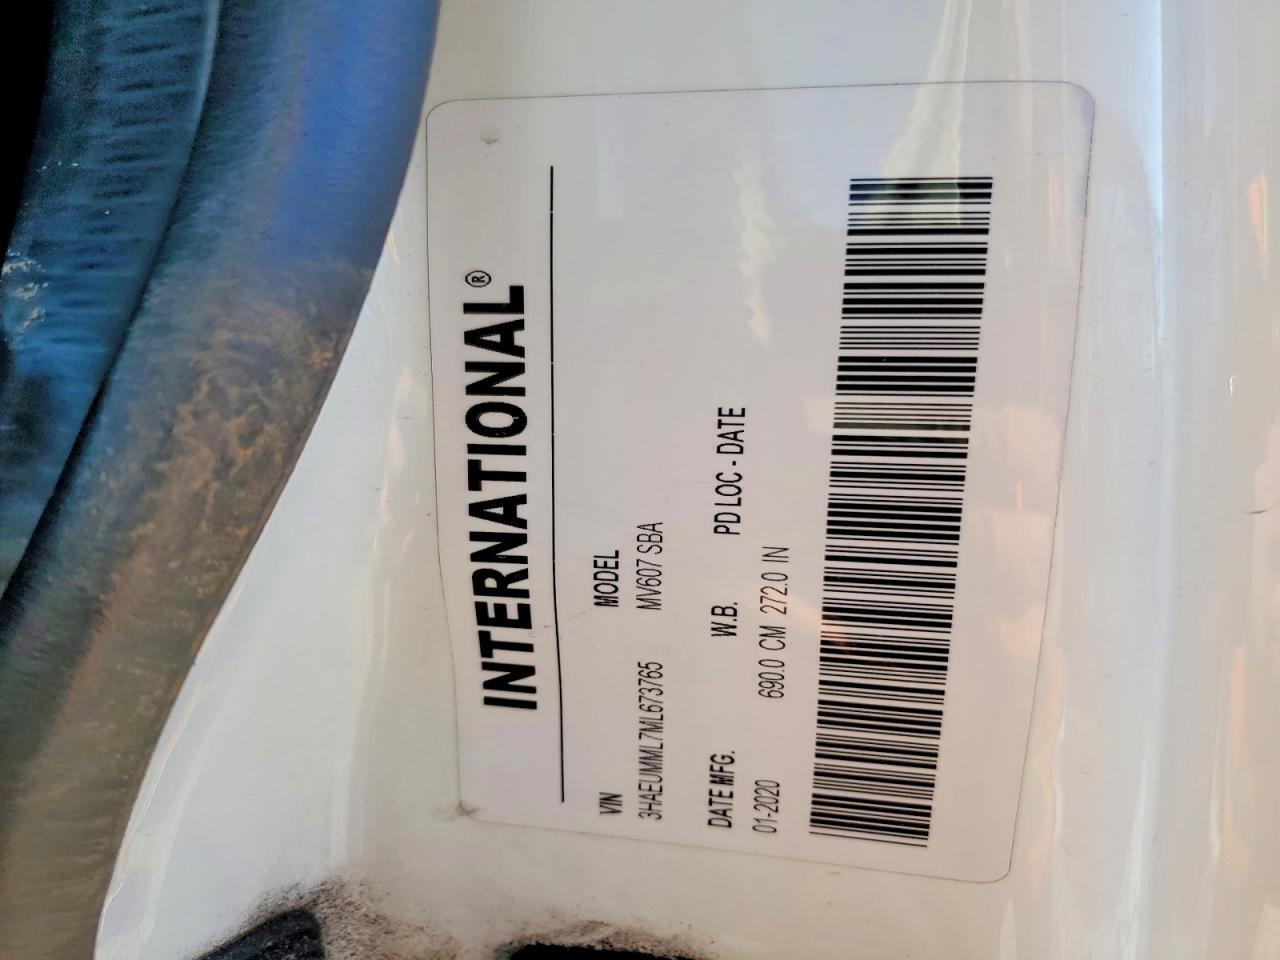 INTERNATIONAL®
VIN MODEL
3HAEUMML7ML673765 MV607 SBA
DATE MFG. W.B. PD LOC - DATE
01-2020 690.0 CM 272.0 IN